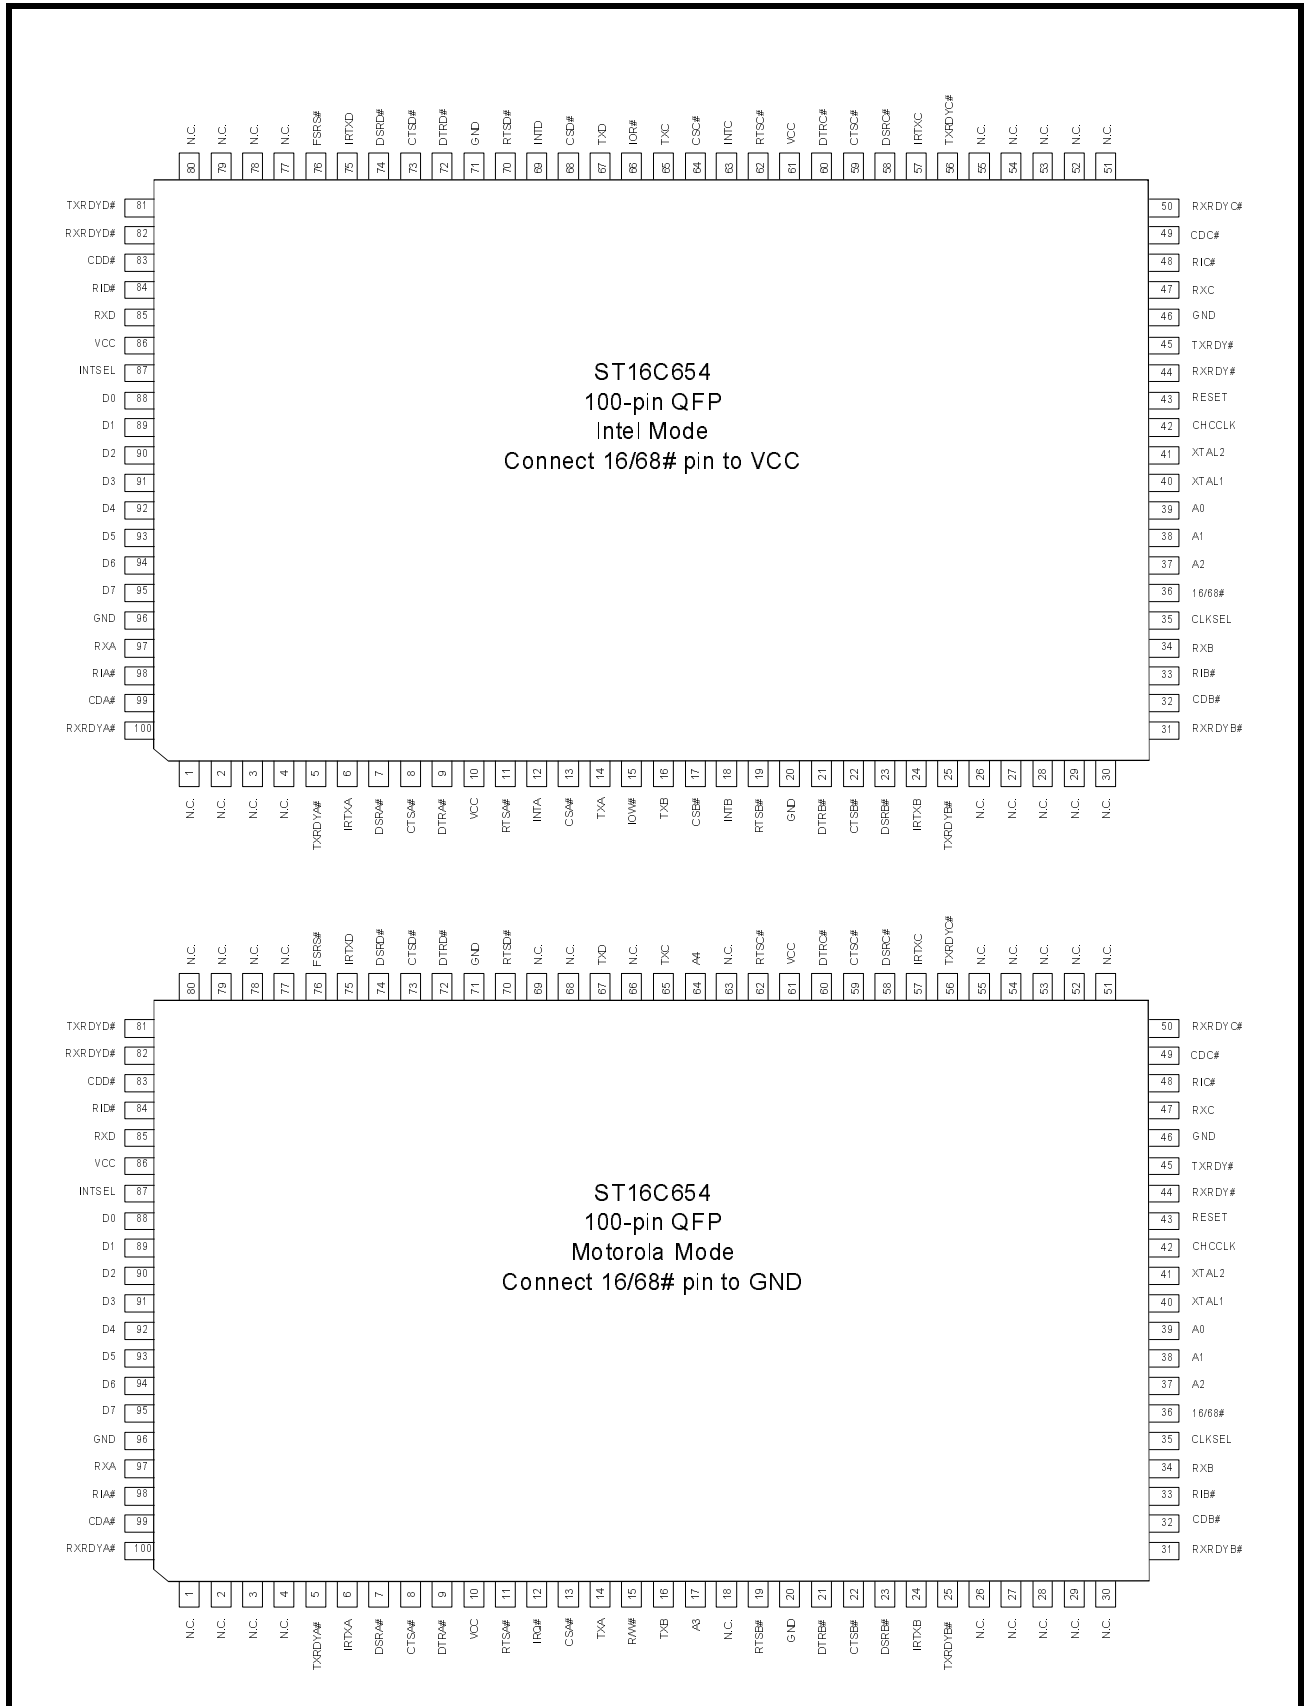 N.C. N.C. N.C. N.C. FSRS# IRTXD DSRD# CTSD# DTRD# GND RTSD# INTD CSD# TXD IOR# TXC CSC# INTC RTSC# VCC DTRC# CTSC# DSRC# IRTXC TXRDYC# N.C. N.C. N.C. N.C. N.C.
80 79 78 77 76 75 74 73 72 71 70 69 68 67 66 65 64 63 62 61 60 59 58 57 56 55 54 53 52 51
TXRDYD# 81 50 RXRDYC#
RXRDYD# 82 49 CDC#
CDD# 83 48 RIC#
RID# 84 47 RXC
RXD 85 46 GND
VCC 86 45 TXRDY#
INTSEL 87 44 RXRDY#
D0 88 43 RESET
D1 89 42 CHCCLK
D2 90 41 XTAL2
D3 91 40 XTAL1
D4 92 39 A0
D5 93 38 A1
D6 94 37 A2
D7 95 36 16/68#
GND 96 35 CLKSEL
RXA 97 34 RXB
RIA# 98 33 RIB#
CDA# 99 32 CDB#
RXRDYA# 100 31 RXRDYB#
ST16C654
100-pin QFP
Intel Mode
Connect 16/68# pin to VCC
1 2 3 4 5 6 7 8 9 10 11 12 13 14 15 16 17 18 19 20 21 22 23 24 25 26 27 28 29 30
N.C. N.C. N.C. N.C. TXRDYA# IRTXA DSRA# CTSA# DTRA# VCC RTSA# INTA CSA# TXA IOW# TXB CSB# INTB RTSB# GND DTRB# CTSB# DSRB# IRTXB TXRDYB# N.C. N.C. N.C. N.C. N.C.
N.C. N.C. N.C. N.C. FSRS# IRTXD DSRD# CTSD# DTRD# GND RTSD# N.C. N.C. TXD N.C. TXC A4 N.C. RTSC# VCC DTRC# CTSC# DSRC# IRTXC TXRDYC# N.C. N.C. N.C. N.C. N.C.
80 79 78 77 76 75 74 73 72 71 70 69 68 67 66 65 64 63 62 61 60 59 58 57 56 55 54 53 52 51
TXRDYD# 81 50 RXRDYC#
RXRDYD# 82 49 CDC#
CDD# 83 48 RIC#
RID# 84 47 RXC
RXD 85 46 GND
VCC 86 45 TXRDY#
INTSEL 87 44 RXRDY#
D0 88 43 RESET
D1 89 42 CHCCLK
D2 90 41 XTAL2
D3 91 40 XTAL1
D4 92 39 A0
D5 93 38 A1
D6 94 37 A2
D7 95 36 16/68#
GND 96 35 CLKSEL
RXA 97 34 RXB
RIA# 98 33 RIB#
CDA# 99 32 CDB#
RXRDYA# 100 31 RXRDYB#
ST16C654
100-pin QFP
Motorola Mode
Connect 16/68# pin to GND
1 2 3 4 5 6 7 8 9 10 11 12 13 14 15 16 17 18 19 20 21 22 23 24 25 26 27 28 29 30
N.C. N.C. N.C. N.C. TXRDYA# IRTXA DSRA# CTSA# DTRA# VCC RTSA# IRQ# CSA# TXA R/W# TXB A3 N.C. RTSB# GND DTRB# CTSB# DSRB# IRTXB TXRDYB# N.C. N.C. N.C. N.C. N.C.